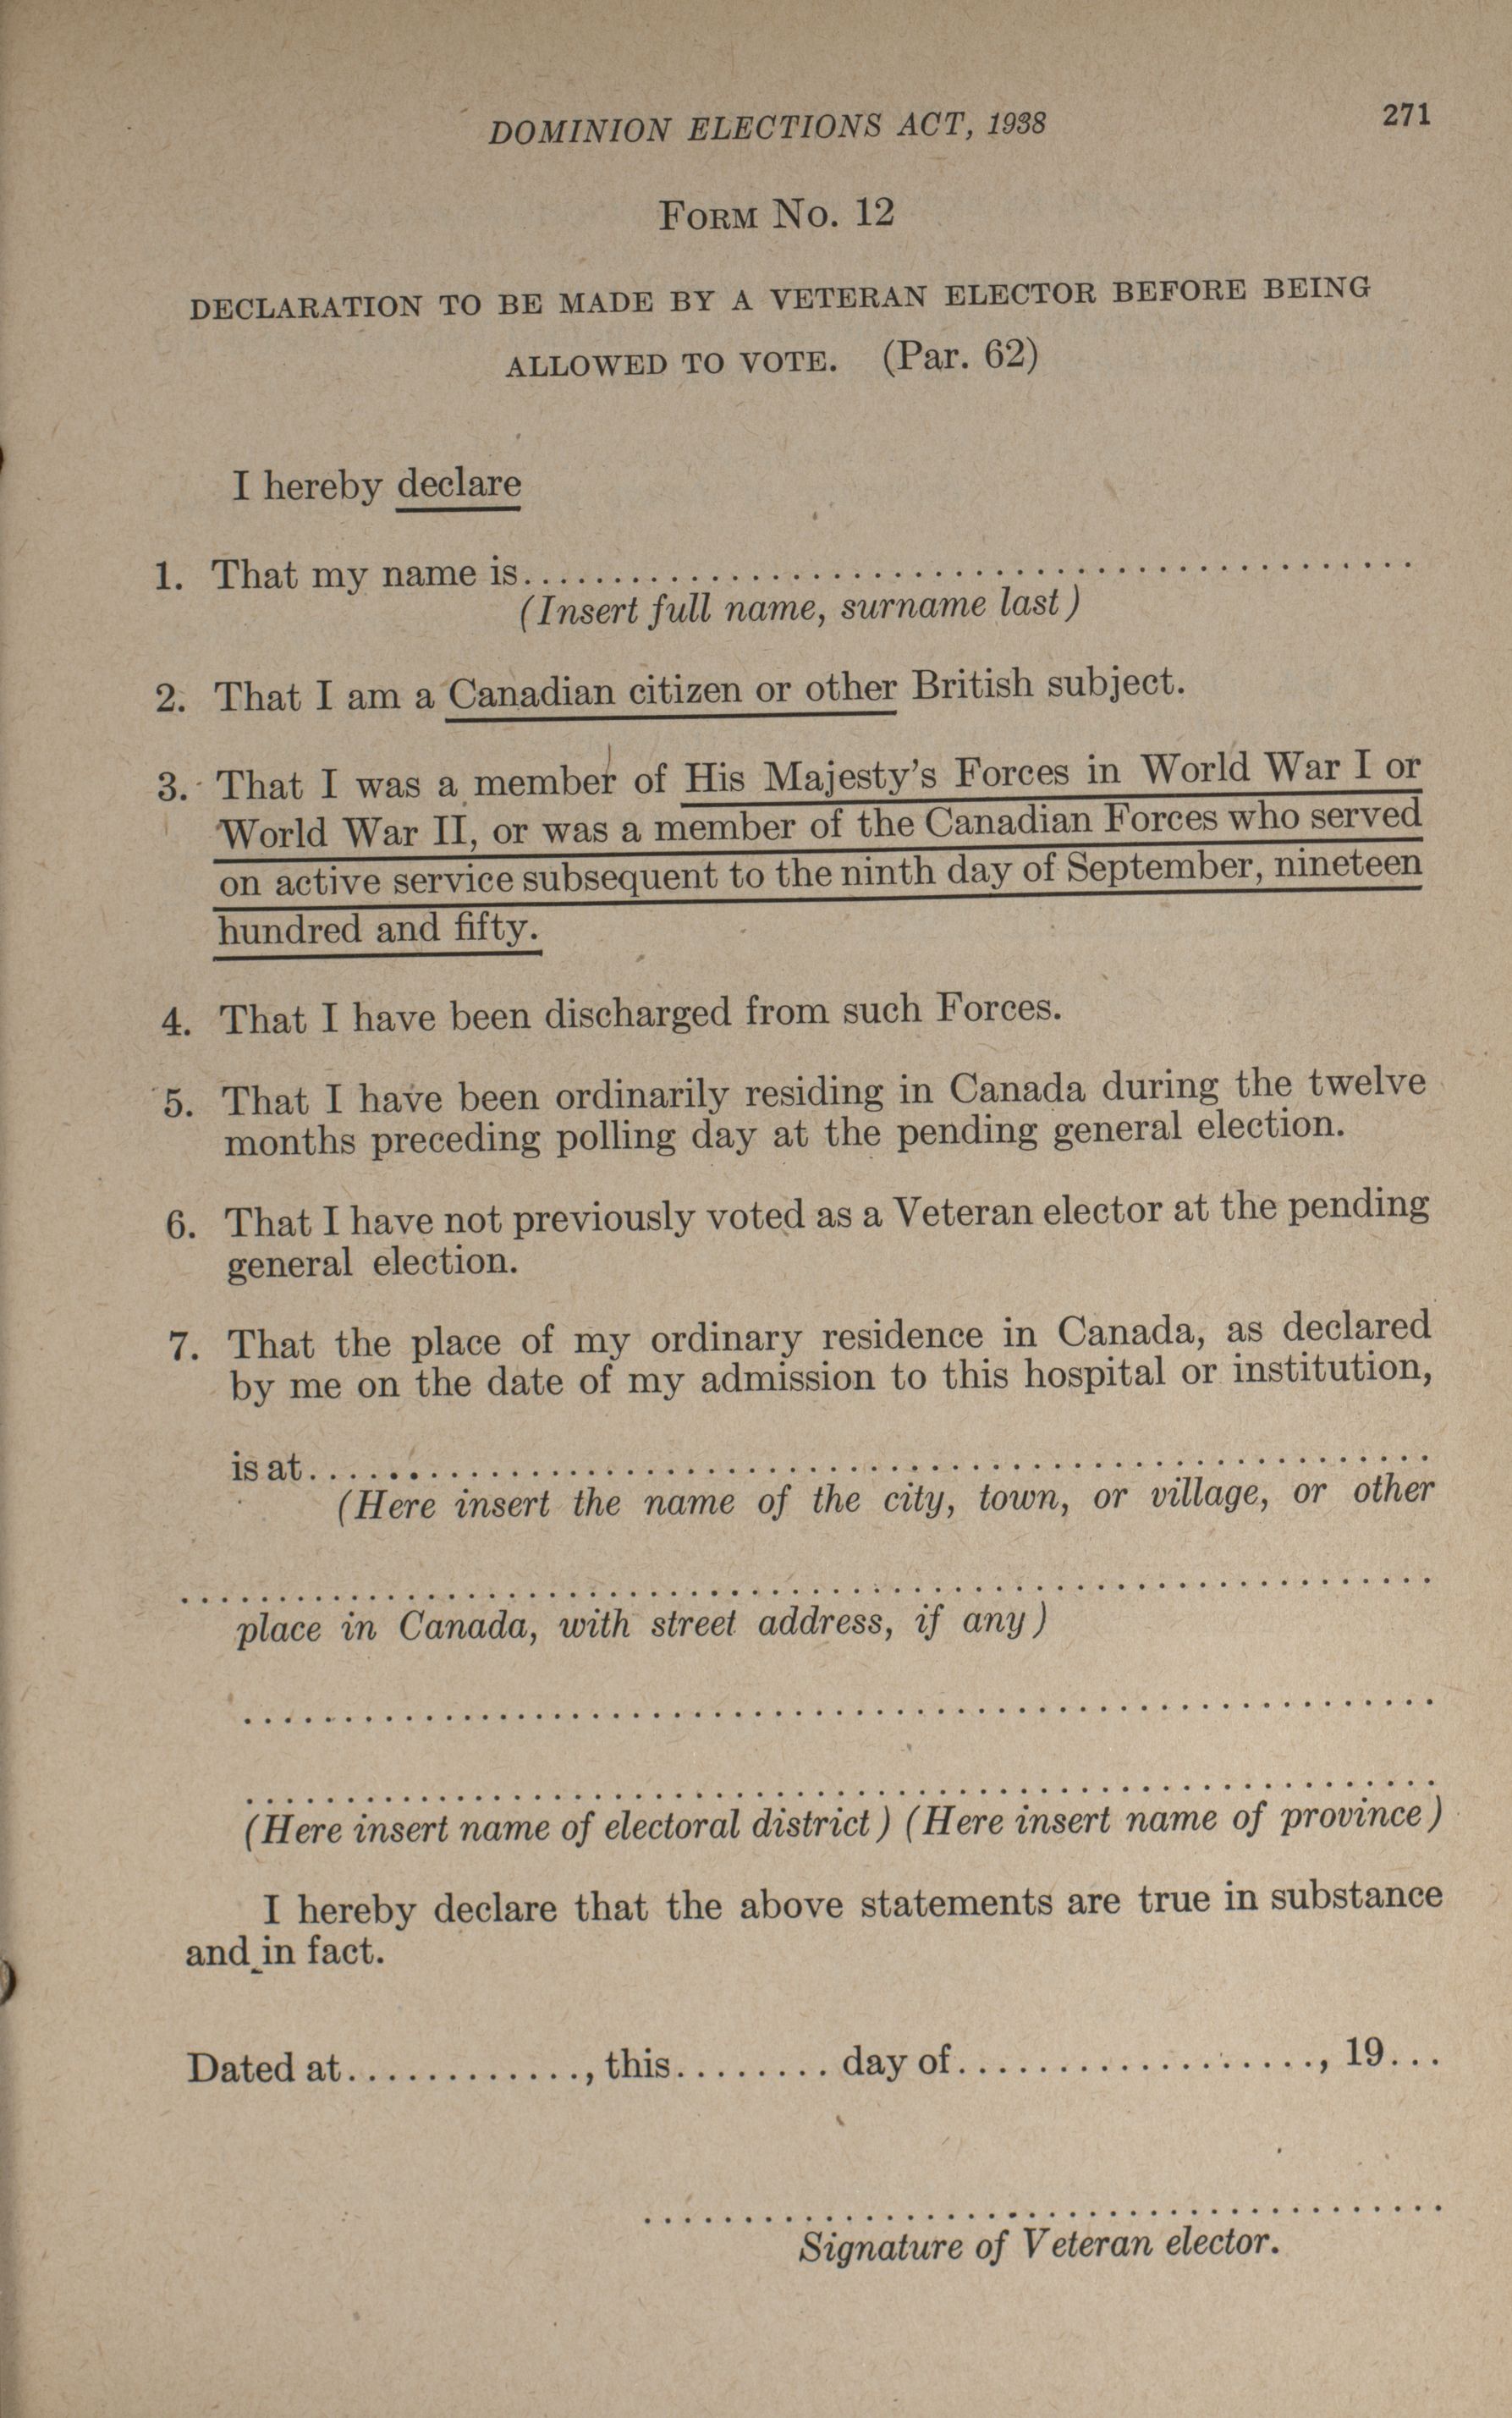 DOMINION ELECTIONS ACT, 1938 271
FORM NO. 12
DECLARATION TO BE MADE BY A VETERAN ELECTOR BEFORE BEING
ALLOWED TO VOTE. (Par. 62)
I hereby declare
1. That my name is............................................................
(Insert full name, surname last)
2. That I am a Canadian citizen or other British subject.
3. That I was a member of His Majesty's Forces in World War I or
World War II, or was a member of the Canadian Forces who served
on active service subsequent to the ninth day of September, nineteen
hundred and fifty.
4. That I have been discharged from such Forces.
5. That I have been ordinarily residing in Canada during the twelve
months preceding polling day at the pending general election.
6. That I have not previously voted as a Veteran elector at the pending
general election.
7. That the place of my ordinary residence in Canada, as declared
by me on the date of my admission to this hospital or institution,
is at............................................................
(Here insert the name of the city, town, or village, or other
............................................................
place in Canada, with street address, if any)
............................................................
............................................................
(Here insert name of electoral district) (Here insert name of province)
I hereby declare that the above statements are true in substance
and in fact.
Dated at............., this......... day of..................., 19...
........................................
Signature of Veteran elector.